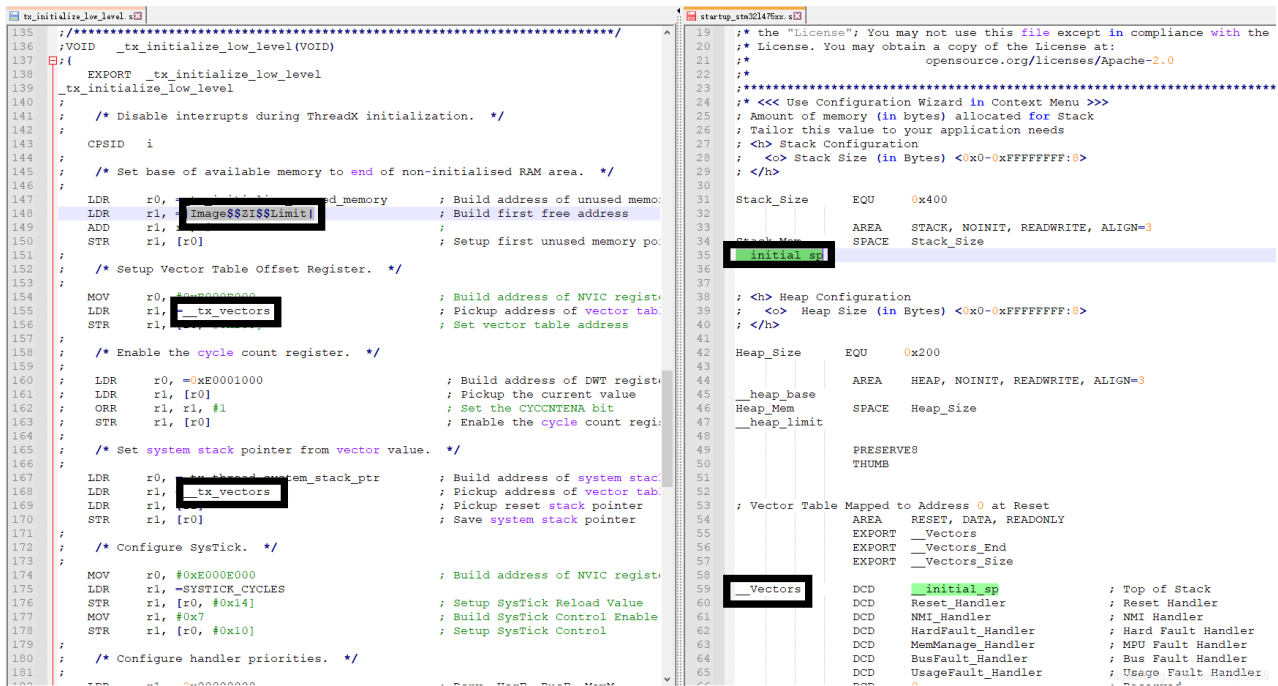 tx_initialize_low_level.s
135 ;/**************************************************************************/
136 ;VOID _tx_initialize_low_level(VOID)
137 ;{
138 EXPORT _tx_initialize_low_level
139 _tx_initialize_low_level
140 ;
141 ; /* Disable interrupts during ThreadX initialization. */
142 ;
143 CPSID i
144 ;
145 ; /* Set base of available memory to end of non-initialised RAM area. */
146 ;
147 LDR r0, ; Build address of unused memo
148 LDR r1, |Image$$ZI$$Limit| ; Build first free address
149 ADD r1, ;
150 STR r1, [r0] ; Setup first unused memory po
151 ;
152 ; /* Setup Vector Table Offset Register. */
153 ;
154 MOV r0, #0xE000E000 ; Build address of NVIC regist
155 LDR r1, =__tx_vectors ; Pickup address of vector tab
156 STR r1, ; Set vector table address
157 ;
158 ; /* Enable the cycle count register. */
159 ;
160 ; LDR r0, =0xE0001000 ; Build address of DWT registe
161 ; LDR r1, [r0] ; Pickup the current value
162 ; ORR r1, r1, #1 ; Set the CYCCNTENA bit
163 ; STR r1, [r0] ; Enable the cycle count regi
164 ;
165 ; /* Set system stack pointer from vector value. */
166 ;
167 LDR r0, =_tx_thread_system_stack_ptr ; Build address of system stac
168 LDR r1, __tx_vectors ; Pickup address of vector tab
169 LDR r1, ; Pickup reset stack pointer
170 STR r1, [r0] ; Save system stack pointer
171 ;
172 ; /* Configure SysTick. */
173 ;
174 MOV r0, #0xE000E000 ; Build address of NVIC regist
175 LDR r1, =SYSTICK_CYCLES
176 STR r1, [r0, #0x14] ; Setup SysTick Reload Value
177 MOV r1, #0x7 ; Build SysTick Control Enable
178 STR r1, [r0, #0x10] ; Setup SysTick Control
179 ;
180 ; /* Configure handler priorities. */
181 ;
startup_stm32l475xx.s
19 ;* the "License"; You may not use this file except in compliance with the
20 ;* License. You may obtain a copy of the License at:
21 ;* opensource.org/licenses/Apache-2.0
22 ;*
23 ;*******************************************************************************
24 ;* <<< Use Configuration Wizard in Context Menu >>>
25 ; Amount of memory (in bytes) allocated for Stack
26 ; Tailor this value to your application needs
27 ; <h> Stack Configuration
28 ; <o> Stack Size (in Bytes) <0x0-0xFFFFFFFF:8>
29 ; </h>
30
31 Stack_Size EQU 0x400
32
33 AREA STACK, NOINIT, READWRITE, ALIGN=3
34 Stack_Mem SPACE Stack_Size
35 __initial_sp
36
37
38 ; <h> Heap Configuration
39 ; <o> Heap Size (in Bytes) <0x0-0xFFFFFFFF:8>
40 ; </h>
41
42 Heap_Size EQU 0x200
43
44 AREA HEAP, NOINIT, READWRITE, ALIGN=3
45 __heap_base
46 Heap_Mem SPACE Heap_Size
47 __heap_limit
48
49 PRESERVE8
50 THUMB
51
52
53 ; Vector Table Mapped to Address 0 at Reset
54 AREA RESET, DATA, READONLY
55 EXPORT __Vectors
56 EXPORT __Vectors_End
57 EXPORT __Vectors_Size
58
59 __Vectors DCD __initial_sp ; Top of Stack
60 DCD Reset_Handler ; Reset Handler
61 DCD NMI_Handler ; NMI Handler
62 DCD HardFault_Handler ; Hard Fault Handler
63 DCD MemManage_Handler ; MPU Fault Handler
64 DCD BusFault_Handler ; Bus Fault Handler
65 DCD UsageFault_Handler ; Usage Fault Handler